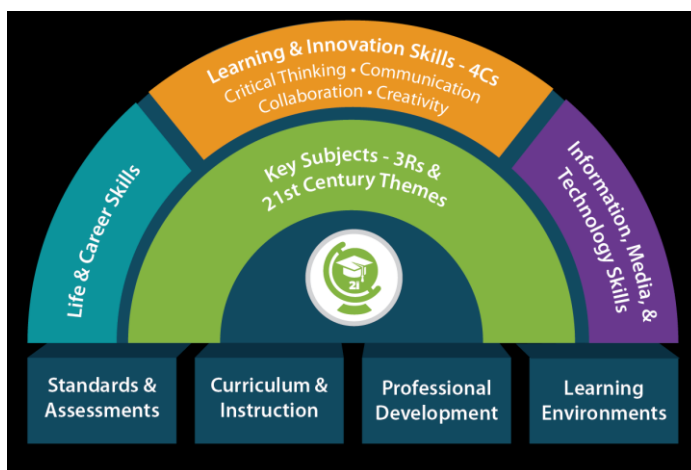 Learning & Innovation Skills - 4Cs
Critical Thinking • Communication
Collaboration • Creativity
Life & Career Skills
Key Subjects - 3Rs &
21st Century Themes
Information, Media, &
Technology Skills
21
Standards &
Assessments
Curriculum &
Instruction
Professional
Development
Learning
Environments